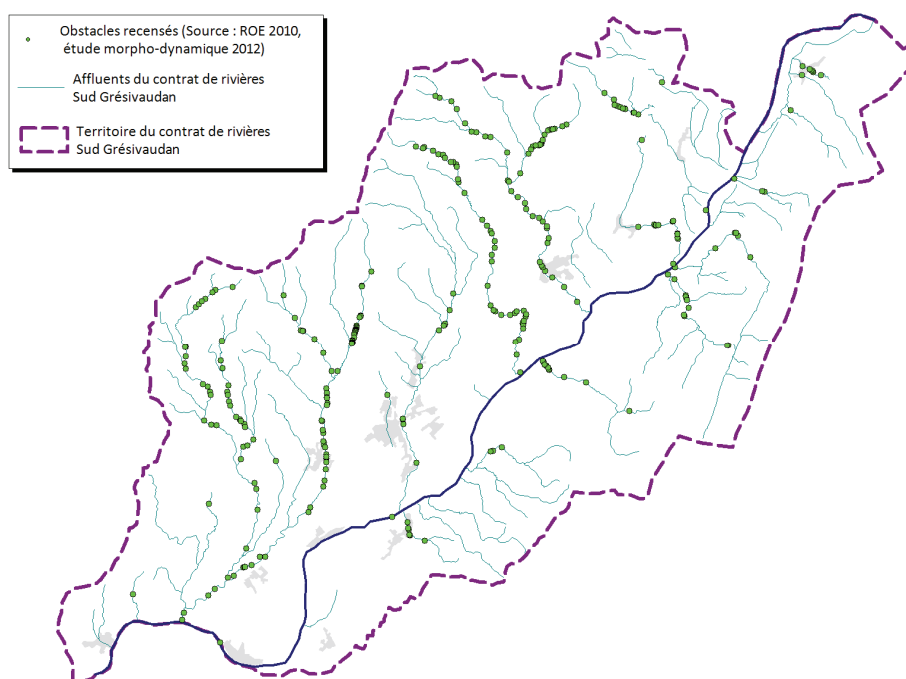 Obstacles recensés (Source : ROE 2010,
étude morpho-dynamique 2012)
Affluents du contrat de rivières
Sud Grésivaudan
Territoire du contrat de rivières
Sud Grésivaudan